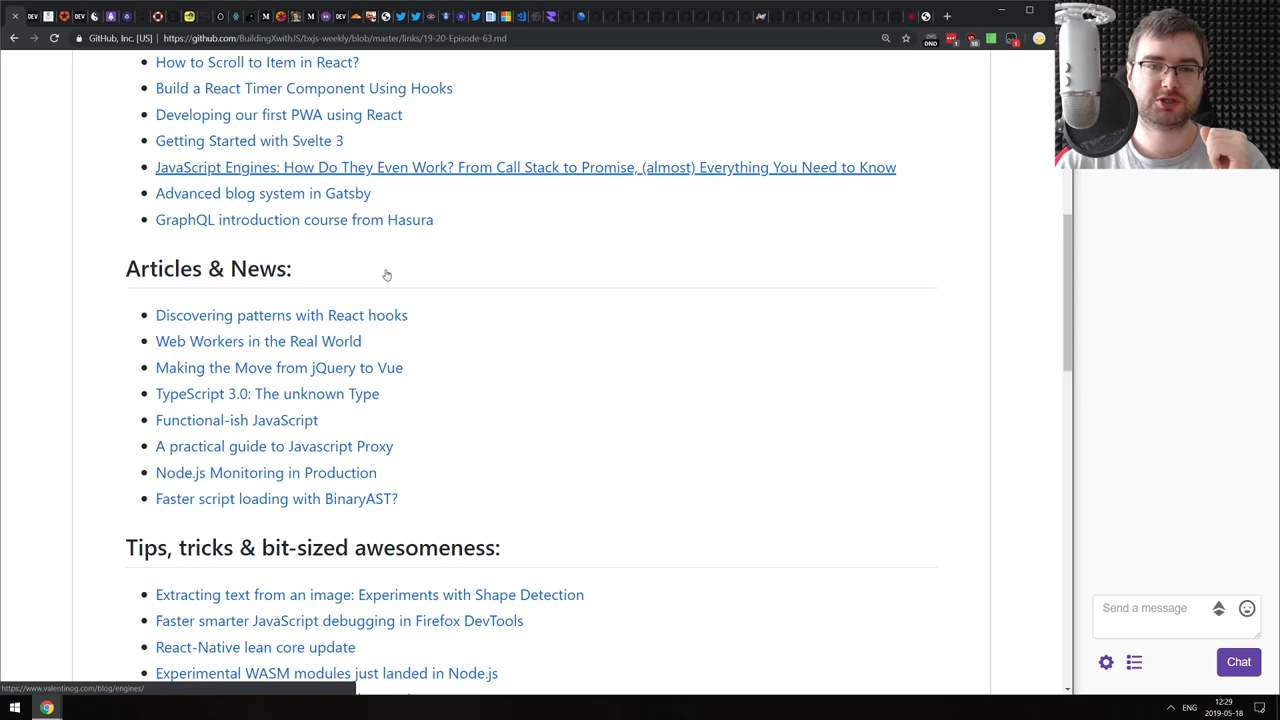 DEV
DEV
M
M
M
DEV
GitHub, Inc. [US]
https://github.com/BuildingXwithJS/bxjs-weekly/blob/master/links/19-20-Episode-63.md
DND
How to Scroll to Item in React?
Build a React Timer Component Using Hooks
Developing our first PWA using React
Getting Started with Svelte 3
JavaScript Engines: How Do They Even Work? From Call Stack to Promise, (almost) Everything You Need to Know
Advanced blog system in Gatsby
GraphQL introduction course from Hasura
Articles & News:
Discovering patterns with React hooks
Web Workers in the Real World
Making the Move from jQuery to Vue
TypeScript 3.0: The unknown Type
Functional-ish JavaScript
A practical guide to Javascript Proxy
Node.js Monitoring in Production
Faster script loading with BinaryAST?
Tips, tricks & bit-sized awesomeness:
Extracting text from an image: Experiments with Shape Detection
Faster smarter JavaScript debugging in Firefox DevTools
React-Native lean core update
Experimental WASM modules just landed in Node.js
https://www.valentinog.com/blog/engines/
Send a message
Chat
ENG
12:29
2019-05-18